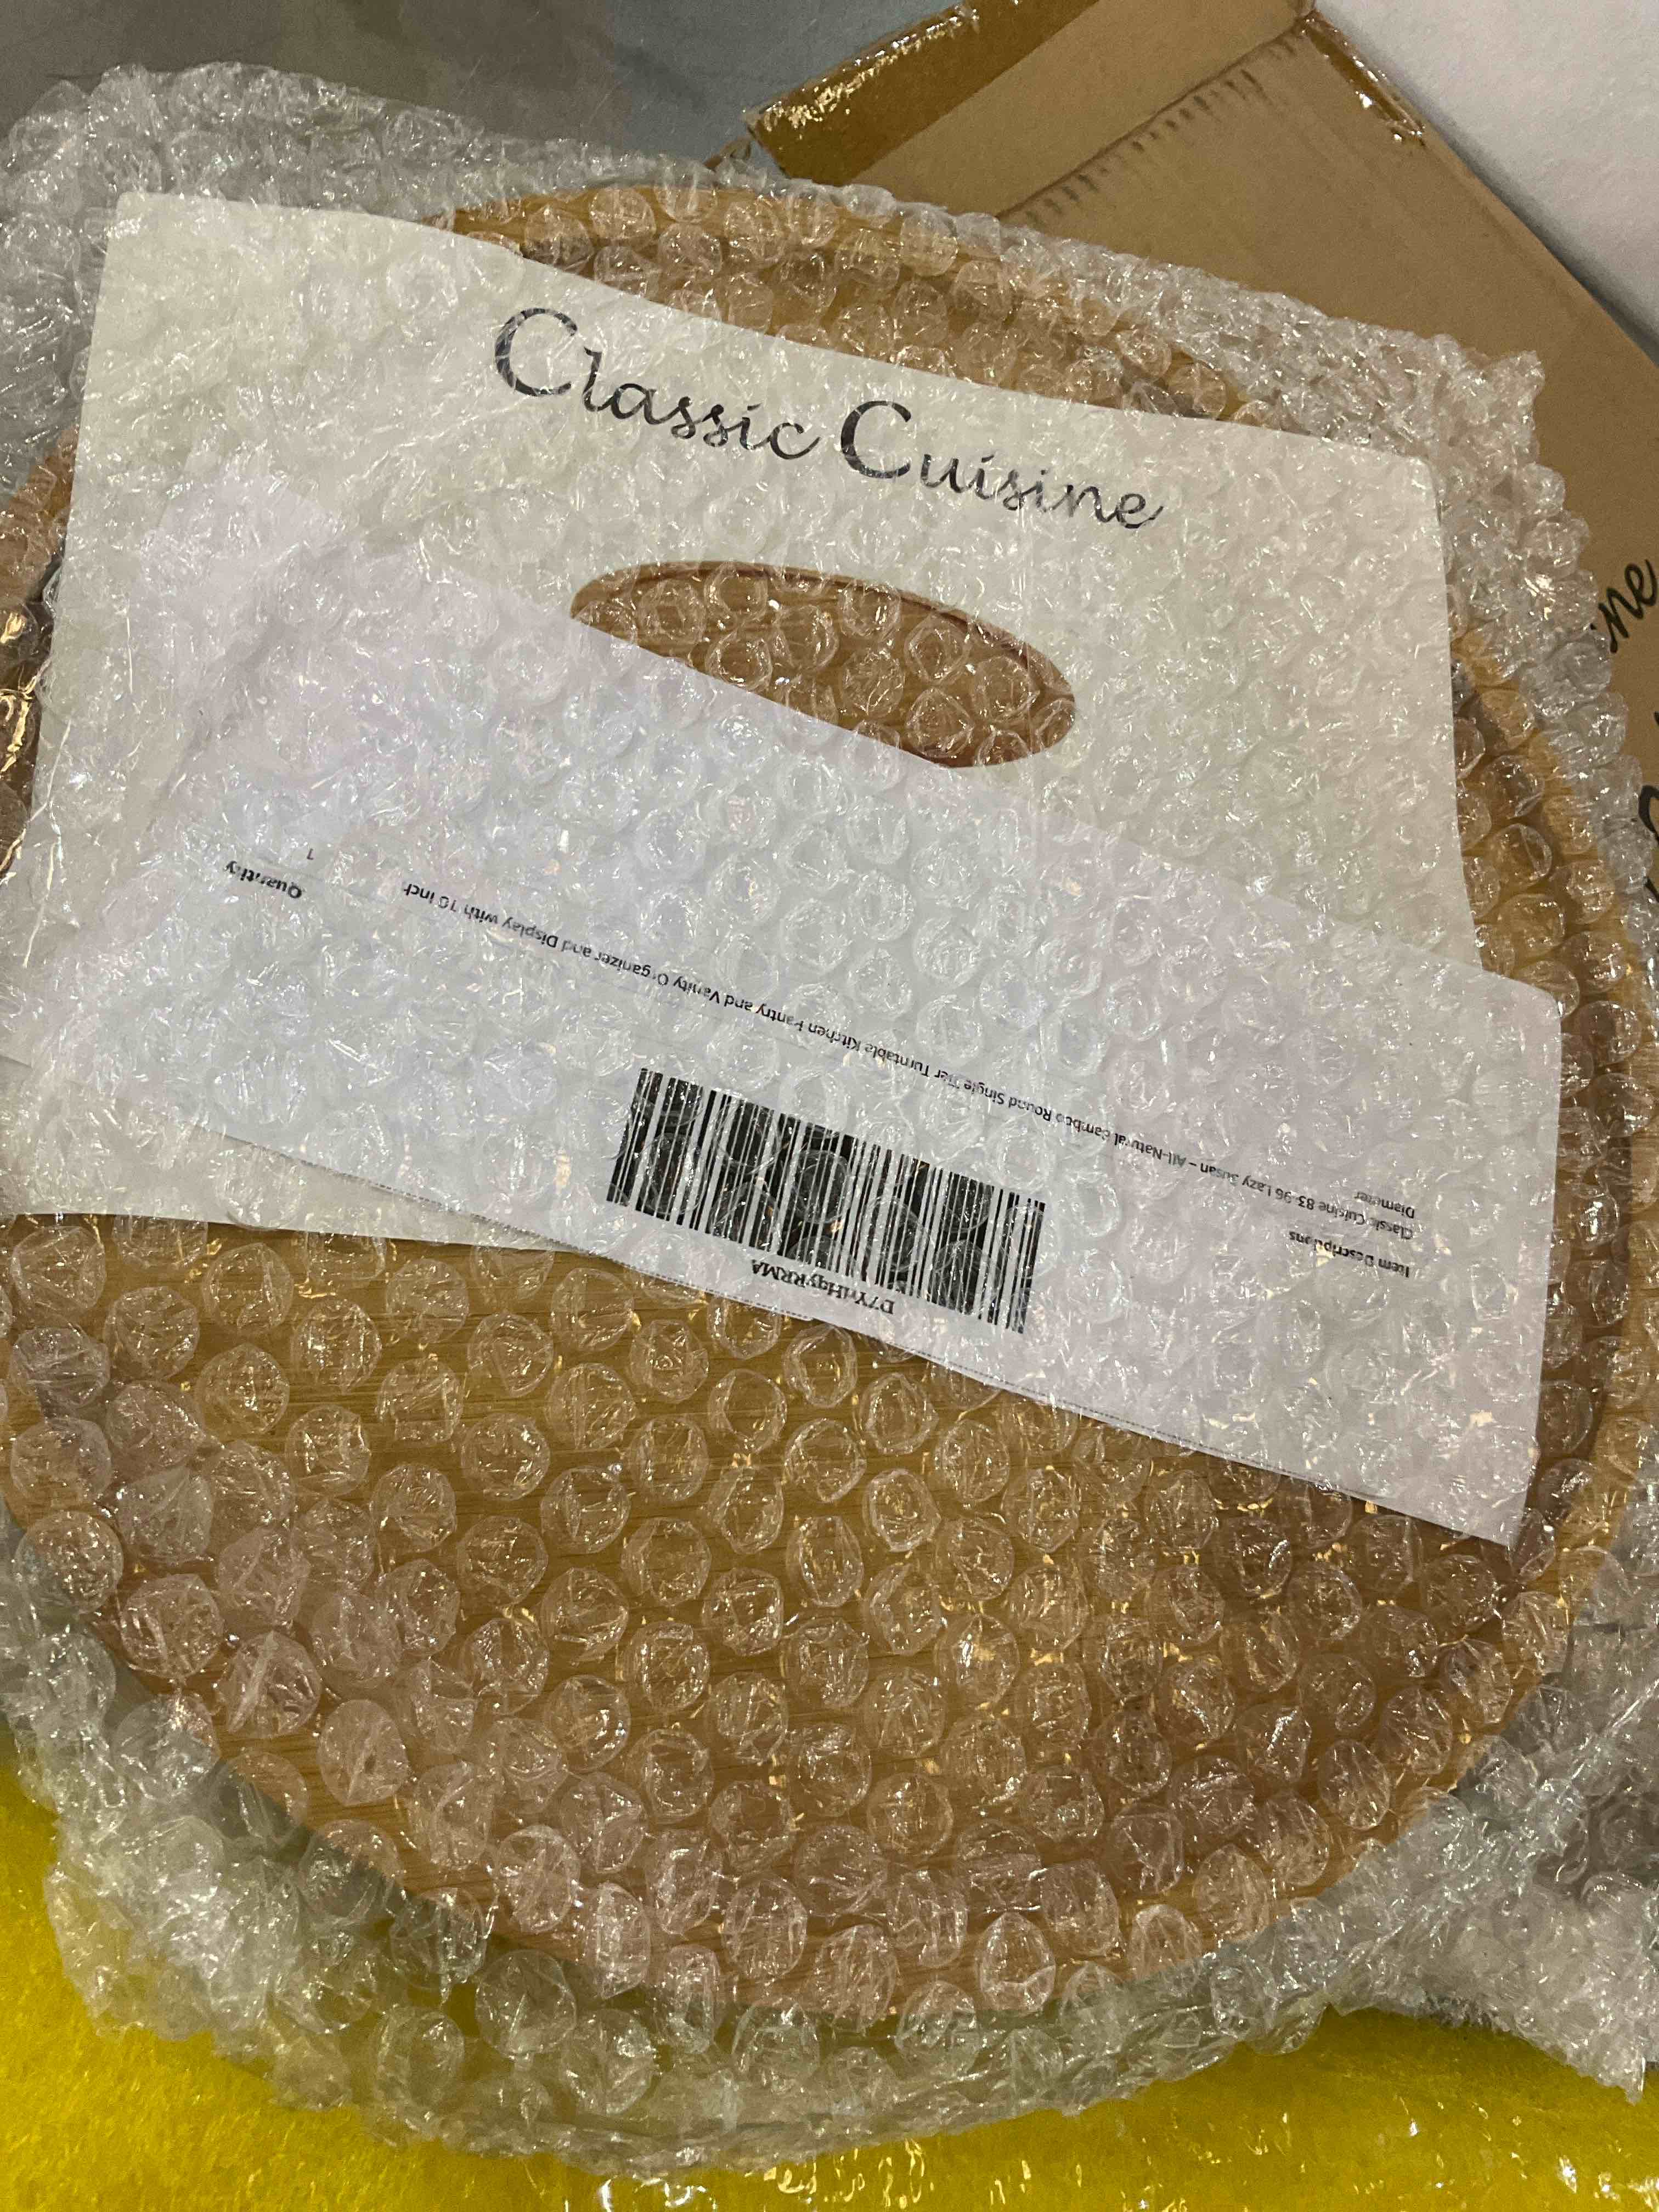 Classic Cuisine
ine
Item Descriptions
Quantity
Classic Cuisine 83-96 Lazy Susan – All-Natural Bamboo Round Single Tier Turntable Kitchen Pantry and Vanity Organizer and Display with 10 inch
1
Diameter